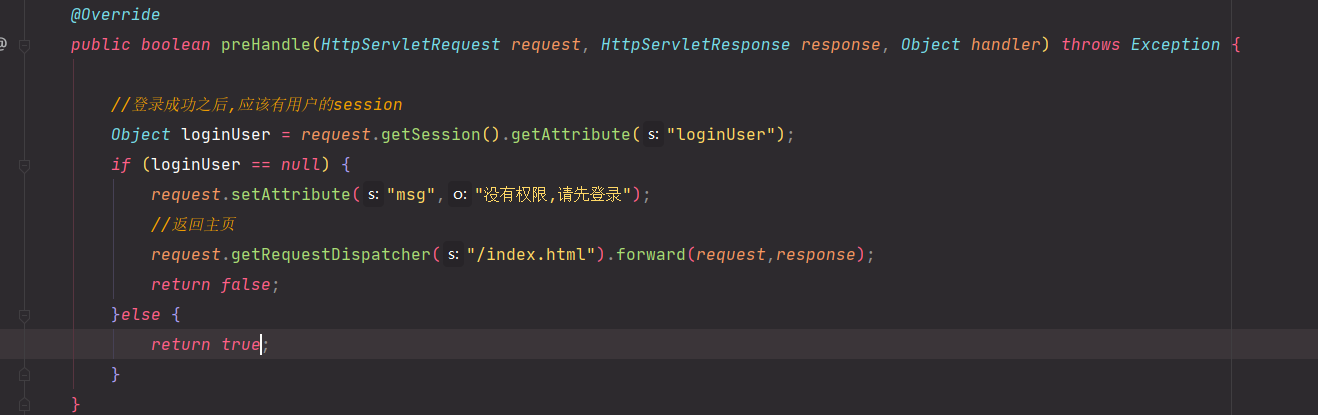 @Override
@ public boolean preHandle(HttpServletRequest request, HttpServletResponse response, Object handler) throws Exception {
//登录成功之后,应该有用户的session
Object loginUser = request.getSession().getAttribute( s: "loginUser");
if (loginUser == null) {
request.setAttribute( s: "msg", o: "没有权限,请先登录");
//返回主页
request.getRequestDispatcher( s: "/index.html").forward(request,response);
return false;
}else {
return true;
}
}